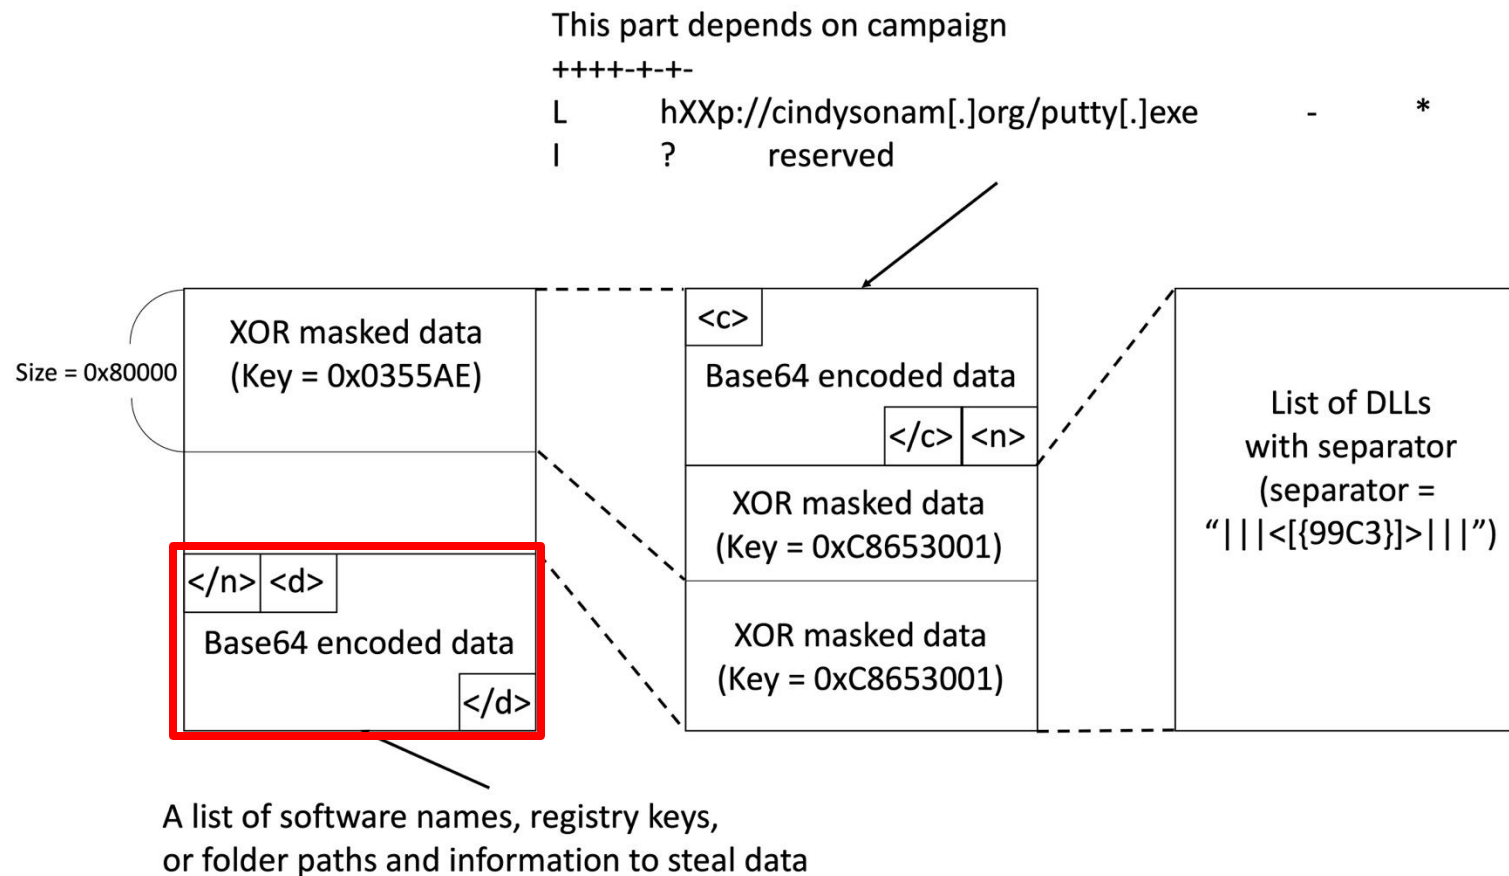 This part depends on campaign
++++-+-+-
L hXXp://cindysonam[.]org/putty[.]exe - *
I ? reserved
Size = 0x80000
XOR masked data
(Key = 0x0355AE)
</n> <d>
Base64 encoded data
</d>
<c>
Base64 encoded data
</c> <n>
XOR masked data
(Key = 0xC8653001)
XOR masked data
(Key = 0xC8653001)
List of DLLs
with separator
(separator =
“|||<[{99C3}]>|||”)
A list of software names, registry keys,
or folder paths and information to steal data